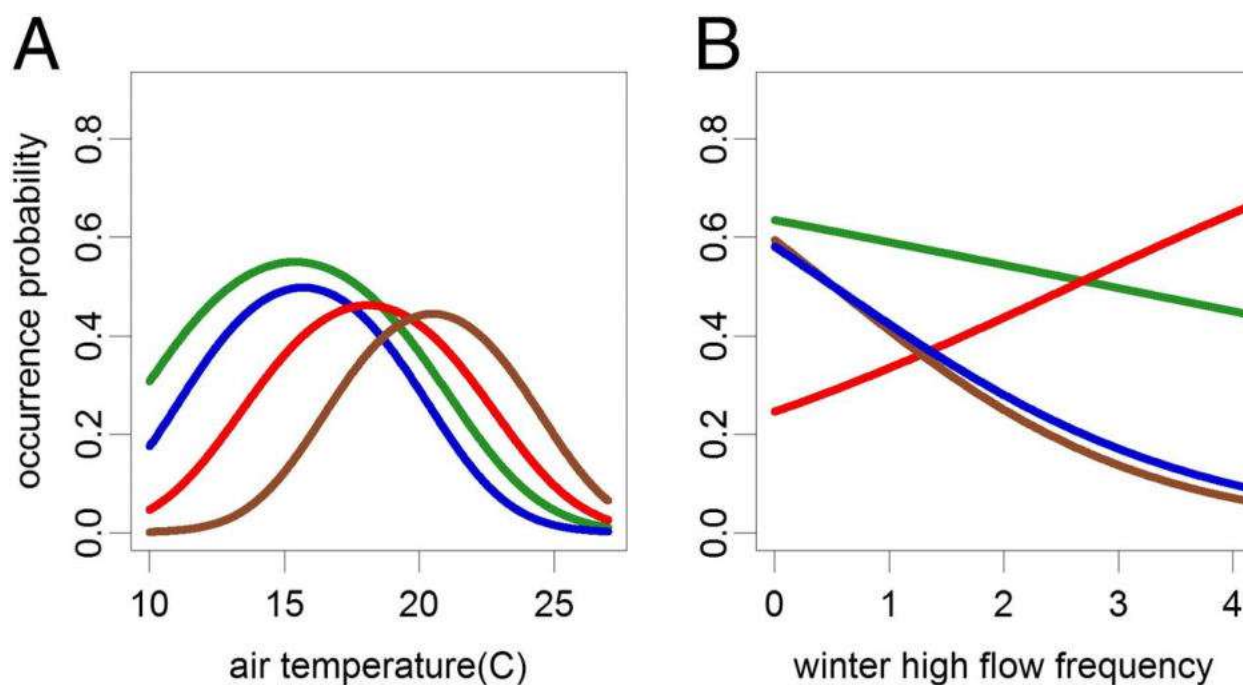 A
B
occurrence probability
0.8
0.6
0.4
0.2
0.0
10 15 20 25
air temperature(C)
0.8
0.6
0.4
0.2
0.0
0 1 2 3 4
winter high flow frequency